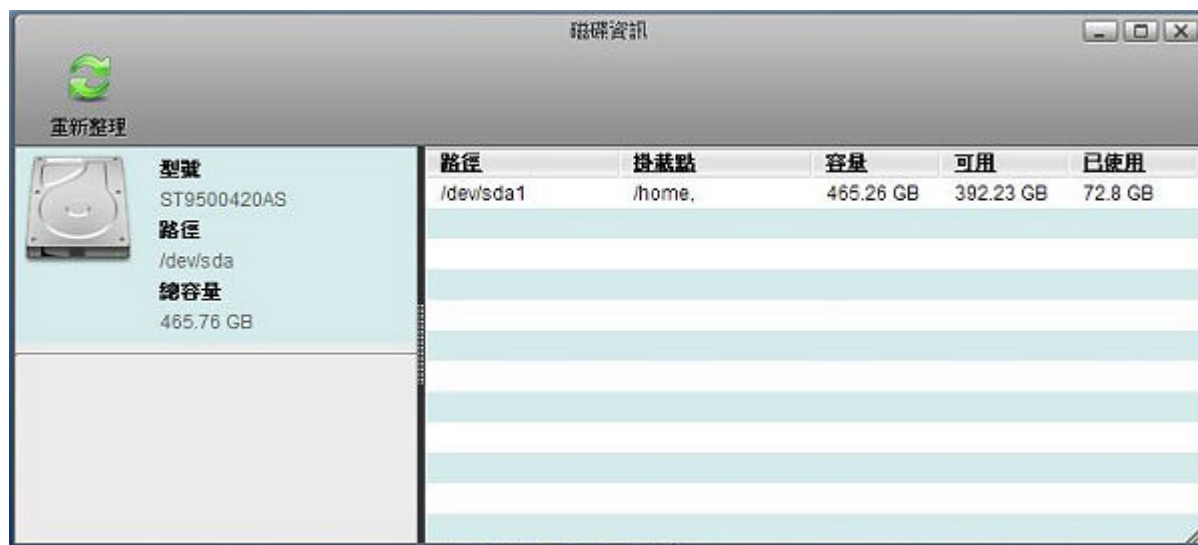 磁碟資訊
重新整理
型號
ST9500420AS
路徑
/dev/sda
總容量
465.76 GB
路徑 掛載點 容量 可用 已使用
/dev/sda1 /home, 465.26 GB 392.23 GB 72.8 GB